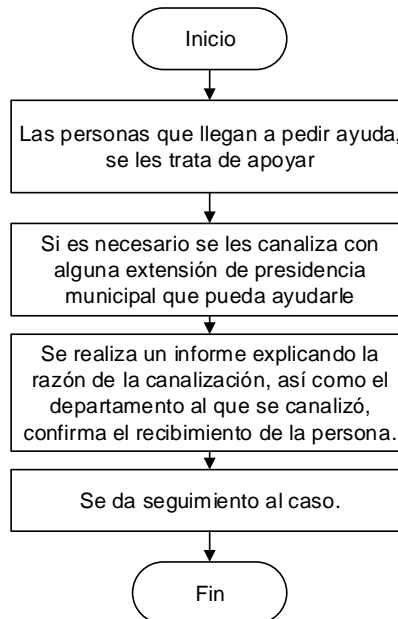 Inicio
Las personas que llegan a pedir ayuda,
se les trata de apoyar
Si es necesario se les canaliza con
alguna extensión de presidencia
municipal que pueda ayudarle
Se realiza un informe explicando la
razón de la canalización, así como el
departamento al que se canalizó,
confirma el recibimiento de la persona.
Se da seguimiento al caso.
Fin